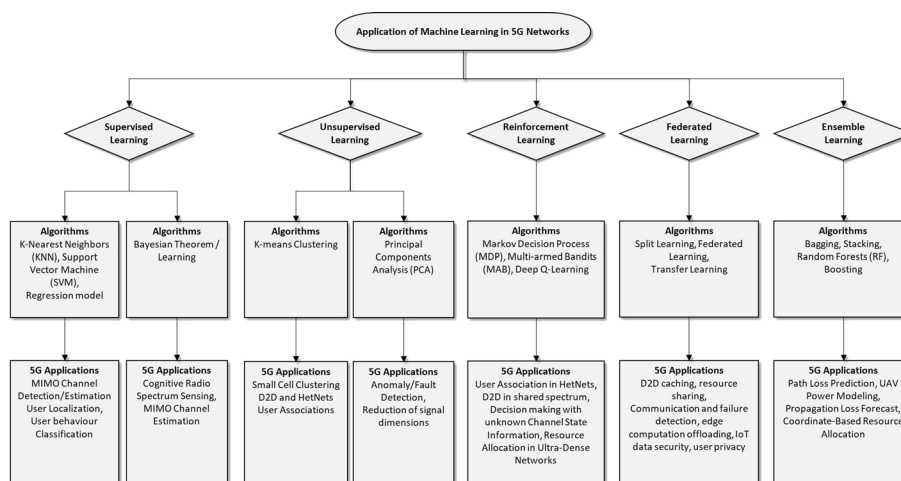 Application of Machine Learning in 5G Networks
Supervised
Learning
Unsupervised
Learning
Reinforcement
Learning
Federated
Learning
Ensemble
Learning
Algorithms
K-Nearest Neighbors
(KNN), Support
Vector Machine
(SVM),
Regression model
Algorithms
Bayesian Theorem /
Learning
Algorithms
K-means Clustering
Algorithms
Principal
Components
Analysis (PCA)
Algorithms
Markov Decision Process
(MDP), Multi-armed Bandits
(MAB), Deep Q-Learning
Algorithms
Split Learning, Federated
Learning,
Transfer Learning
Algorithms
Bagging, Stacking,
Random Forests (RF),
Boosting
5G Applications
MIMO Channel
Detection/Estimation
User Localization,
User behaviour
Classification
5G Applications
Cognitive Radio
Spectrum Sensing,
MIMO Channel
Estimation
5G Applications
Small Cell Clustering
D2D and HetNets
User Associations
5G Applications
Anomaly/Fault
Detection,
Reduction of signal
dimensions
5G Applications
User Association in HetNets,
D2D in shared spectrum,
Decision making with
unknown Channel State
Information, Resource
Allocation in Ultra-Dense
Networks
5G Applications
D2D caching, resource
sharing,
Communication and failure
detection, edge
computation offloading, IoT
data security, user privacy
5G Applications
Path Loss Prediction, UAV
Power Modeling,
Propagation Loss Forecast,
Coordinate-Based Resource
Allocation